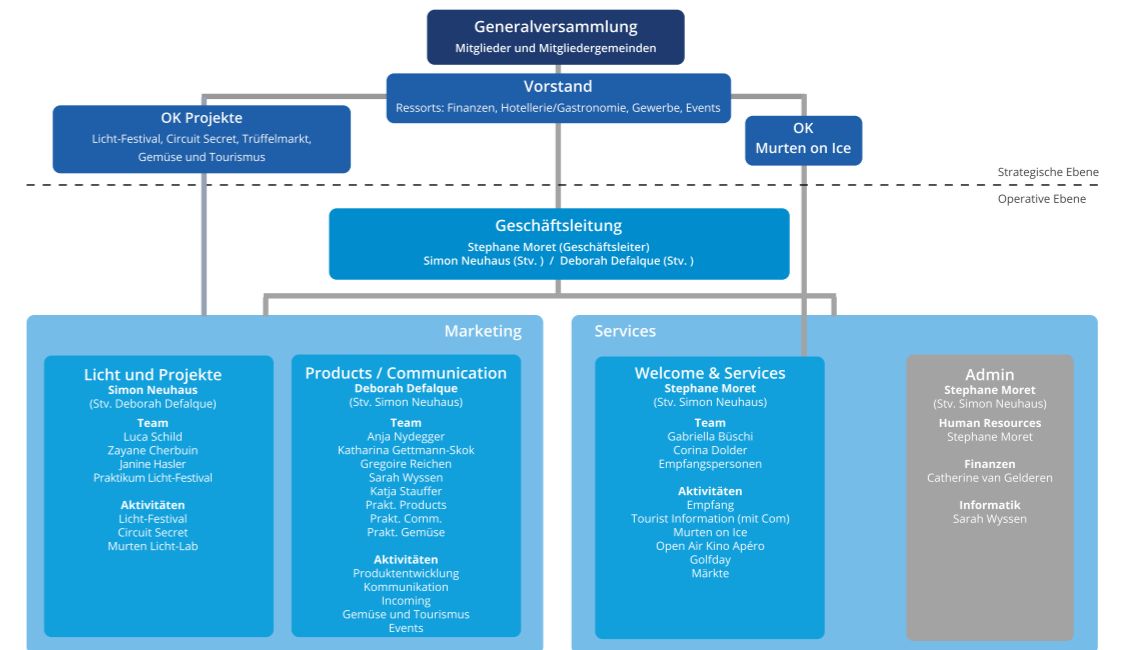 Generalversammlung
Mitglieder und Mitgliedergemeinden
Vorstand
Ressorts: Finanzen, Hotellerie/Gastronomie, Gewerbe, Events
OK Projekte
Licht-Festival, Circuit Secret, Trüffelmarkt,
Gemüse und Tourismus
OK
Murten on Ice
Strategische Ebene
Operative Ebene
Geschäftsleitung
Stephane Moret (Geschäftsleiter)
Simon Neuhaus (Stv. ) / Deborah Defalque (Stv. )
Marketing
Licht und Projekte
Simon Neuhaus
(Stv. Deborah Defalque)
Team
Luca Schild
Zayane Cherbuin
Janine Hasler
Praktikum Licht-Festival
Aktivitäten
Licht-Festival
Circuit Secret
Murten Licht-Lab
Products / Communication
Deborah Defalque
(Stv. Simon Neuhaus)
Team
Anja Nydegger
Katharina Gettmann-Skok
Gregoire Reichen
Sarah Wyssen
Katja Stauffer
Prakt. Products
Prakt. Comm.
Prakt. Gemüse
Aktivitäten
Produktentwicklung
Kommunikation
Incoming
Gemüse und Tourismus
Events
Services
Welcome & Services
Stephane Moret
(Stv. Simon Neuhaus)
Team
Gabriella Büschi
Corina Dolder
Empfangspersonen
Aktivitäten
Empfang
Tourist Information (mit Com)
Murten on Ice
Open Air Kino Apéro
Golfday
Märkte
Admin
Stephane Moret
(Stv. Simon Neuhaus)
Human Resources
Stephane Moret
Finanzen
Catherine van Gelderen
Informatik
Sarah Wyssen